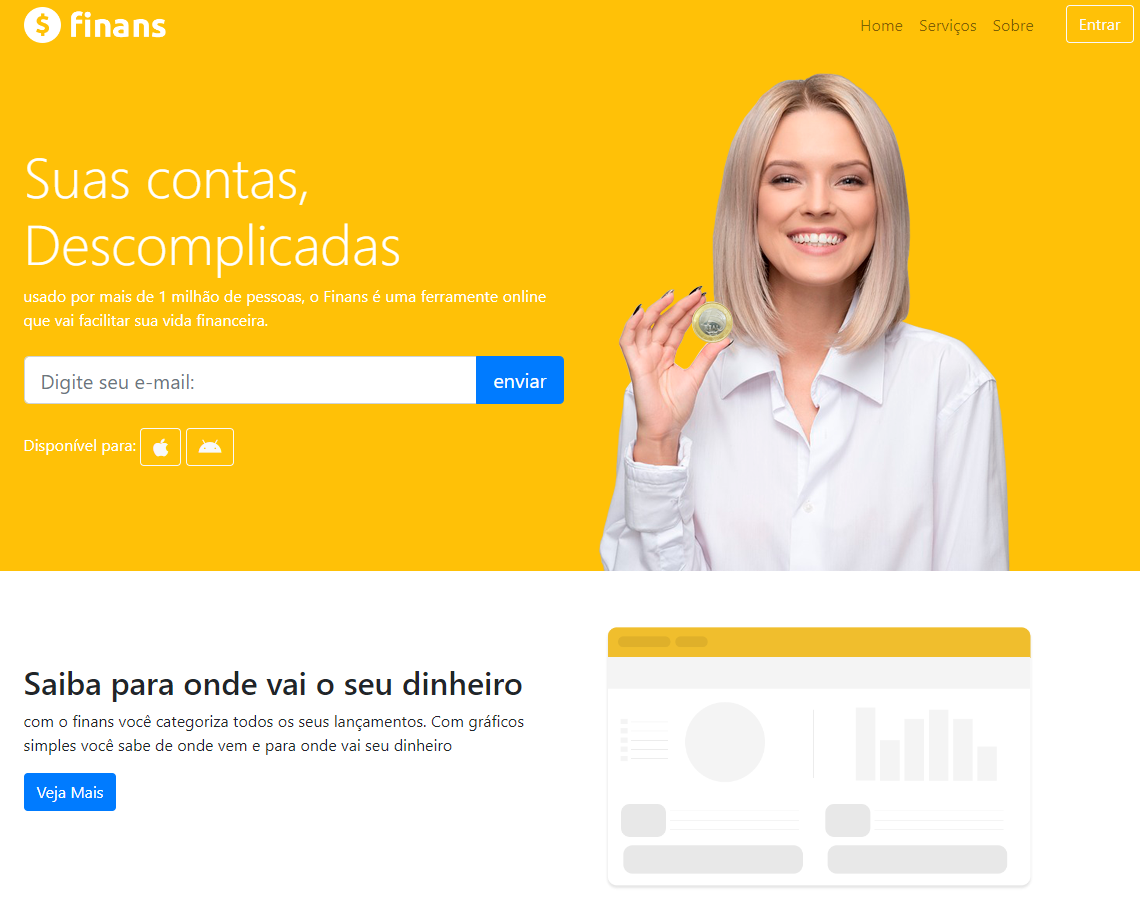 finans
Home Serviços Sobre Entrar
Suas contas,
Descomplicadas
usado por mais de 1 milhão de pessoas, o Finans é uma ferramente online
que vai facilitar sua vida financeira.
Digite seu e-mail: enviar
Disponível para:
Saiba para onde vai o seu dinheiro
com o finans você categoriza todos os seus lançamentos. Com gráficos
simples você sabe de onde vem e para onde vai seu dinheiro
Veja Mais